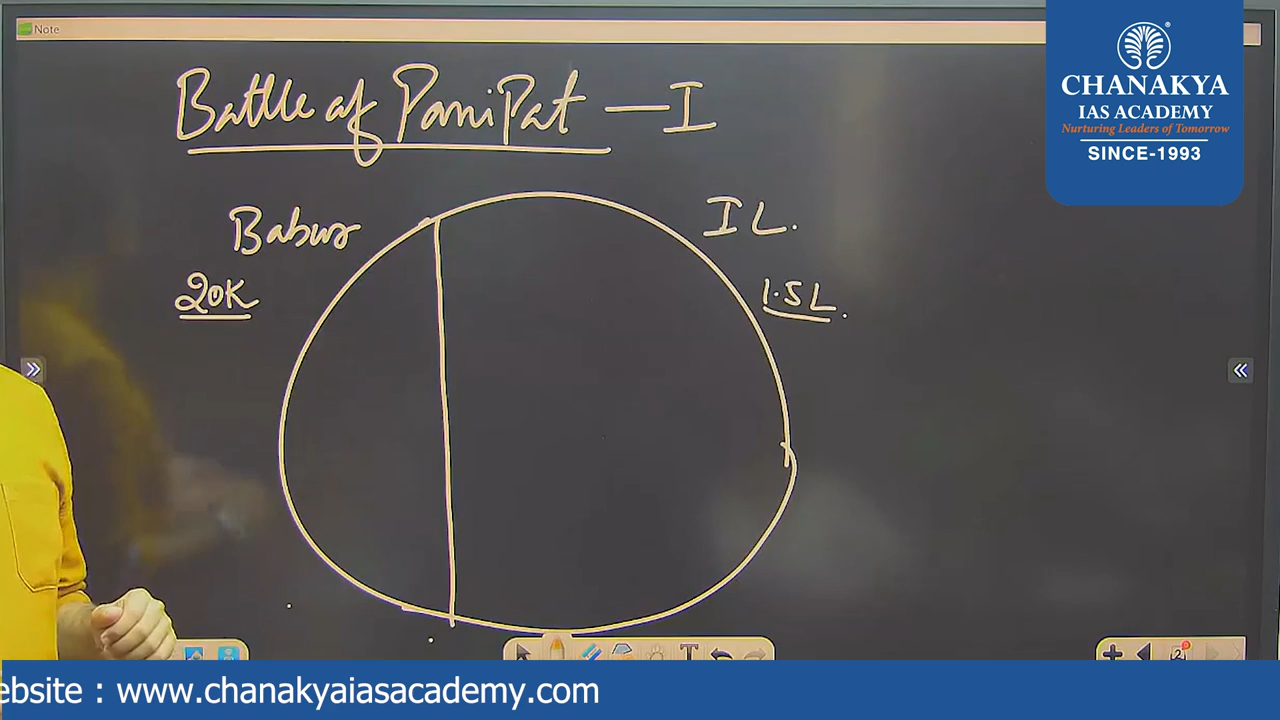 Note
CHANAKYA
IAS ACADEMY
Nurturing Leaders of Tomorrow
SINCE-1993
Battle of Panipat — I
Babur
I L.
20K
1.5 L.
ebsite : www.chanakyaiasacademy.com